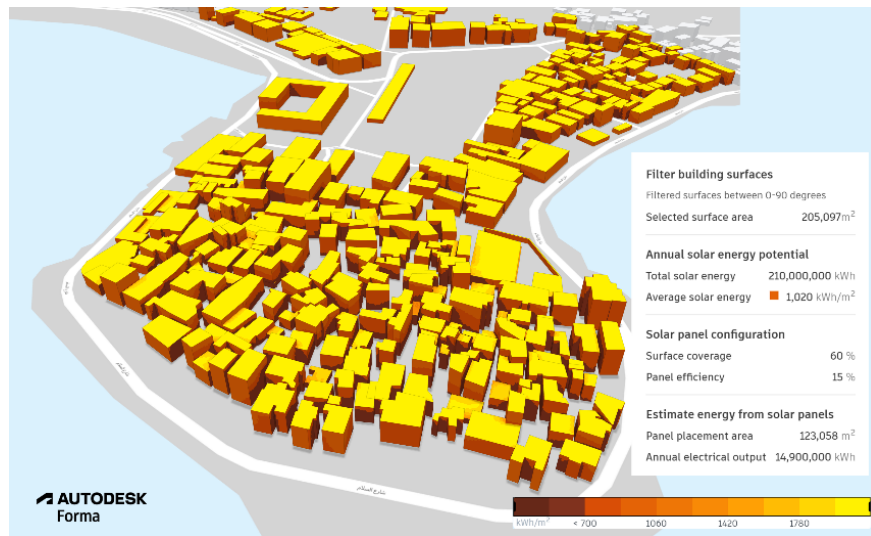 Filter building surfaces
Filtered surfaces between 0-90 degrees
Selected surface area 205,097 m²
Annual solar energy potential
Total solar energy 210,000,000 kWh
Average solar energy 1,020 kWh/m²
Solar panel configuration
Surface coverage 60 %
Panel efficiency 15 %
Estimate energy from solar panels
Panel placement area 123,058 m²
Annual electrical output 14,900,000 kWh
AUTODESK
Forma
kWh/m² < 700 1060 1420 1780